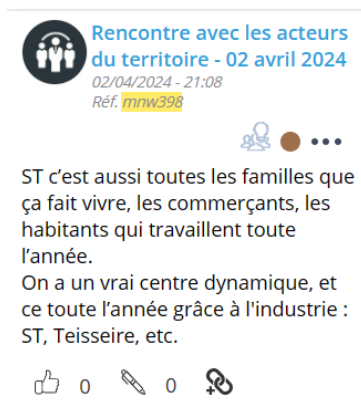 Rencontre avec les acteurs
du territoire - 02 avril 2024
02/04/2024 - 21:08
Réf. mnw398
ST c’est aussi toutes les familles que
ça fait vivre, les commerçants, les
habitants qui travaillent toute
l’année.
On a un vrai centre dynamique, et
ce toute l’année grâce à l'industrie :
ST, Teisseire, etc.
0 0